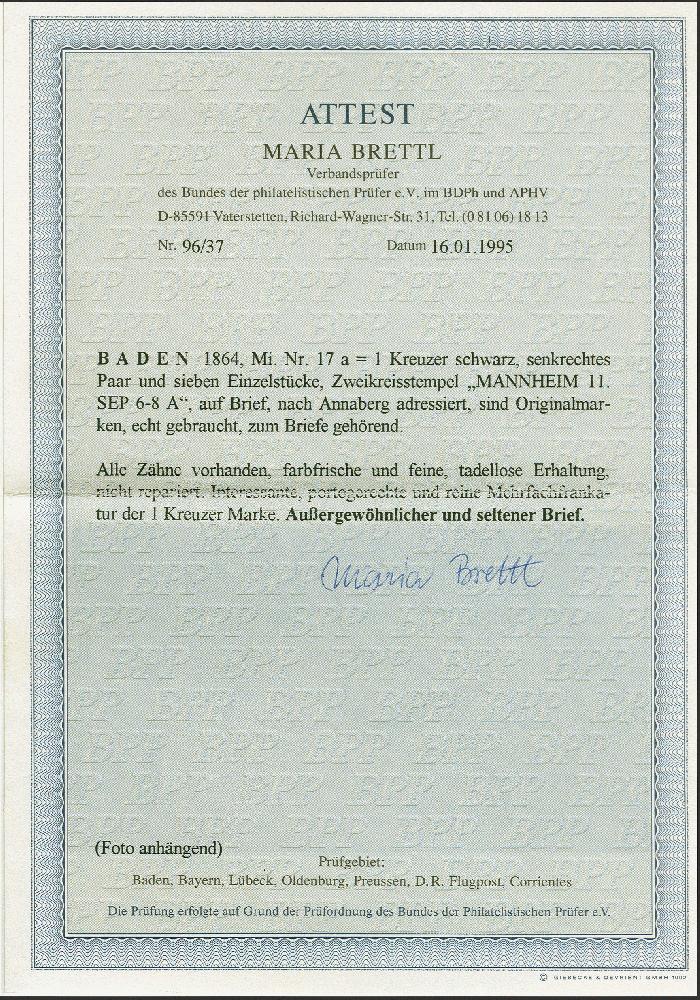 ATTEST
MARIA BRETTL
Verbandsprüfer
des Bundes der philatelistischen Prüfer e.V. im BDPh und APHV
D-85591 Vaterstetten, Richard-Wagner-Str. 31, Tel. (0 81 06) 18 13
Nr. 96/37 Datum 16.01.1995
BADEN 1864, Mi. Nr. 17 a = 1 Kreuzer schwarz, senkrechtes
Paar und sieben Einzelstücke, Zweikreisstempel „MANNHEIM 11.
SEP 6-8 A“, auf Brief, nach Annaberg adressiert, sind Originalmar-
ken, echt gebraucht, zum Briefe gehörend.
Alle Zähne vorhanden, farbfrische und feine, tadellose Erhaltung,
nicht repariert. Interessante, portogerechte und reine Mehrfachfranka-
tur der 1 Kreuzer Marke. Außergewöhnlicher und seltener Brief.
Maria Brettl
(Foto anhängend)
Prüfgebiet:
Baden, Bayern, Lübeck, Oldenburg, Preussen, D.R. Flugpost, Corrientes
Die Prüfung erfolgte auf Grund der Prüfordnung des Bundes der Philatelistischen Prüfer e.V.
© GIESECKE & DEVRIENT GMBH